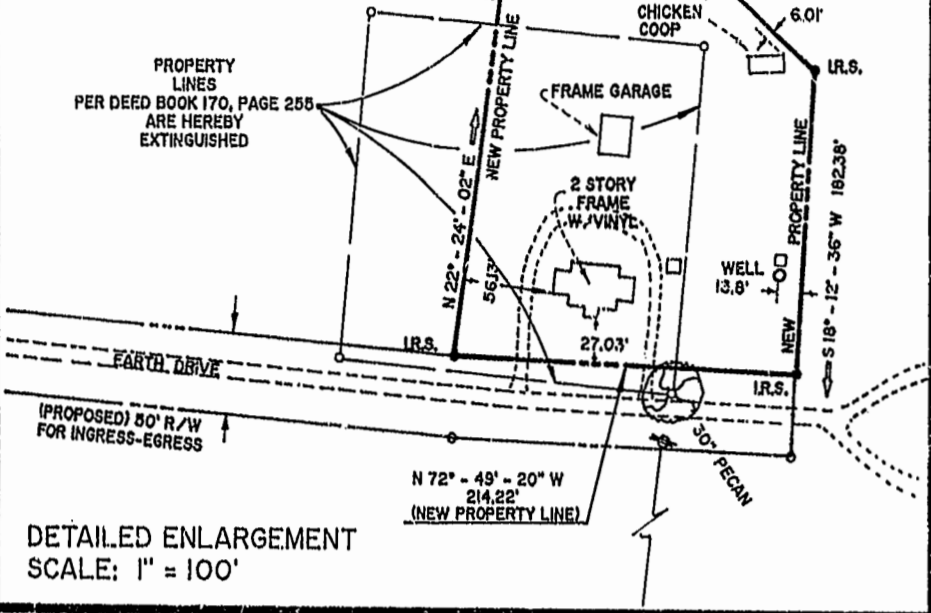 CHICKEN
COOP
6.01'
I.R.S.
PROPERTY
LINES
PER DEED BOOK 170, PAGE 255
ARE HEREBY
EXTINGUISHED
NEW PROPERTY LINE
N 22° - 24' - 02" E
FRAME GARAGE
2 STORY
FRAME
W/VINYL
NEW PROPERTY LINE
S 18° - 12' - 36" W 182.38'
WELL
13.8'
56.13'
27.03'
I.R.S.
I.R.S.
EARTH DRIVE
(PROPOSED) 50' R/W
FOR INGRESS-EGRESS
30" PECAN
N 72° - 49' - 20" W
214.22'
(NEW PROPERTY LINE)
DETAILED ENLARGEMENT
SCALE: 1" = 100'